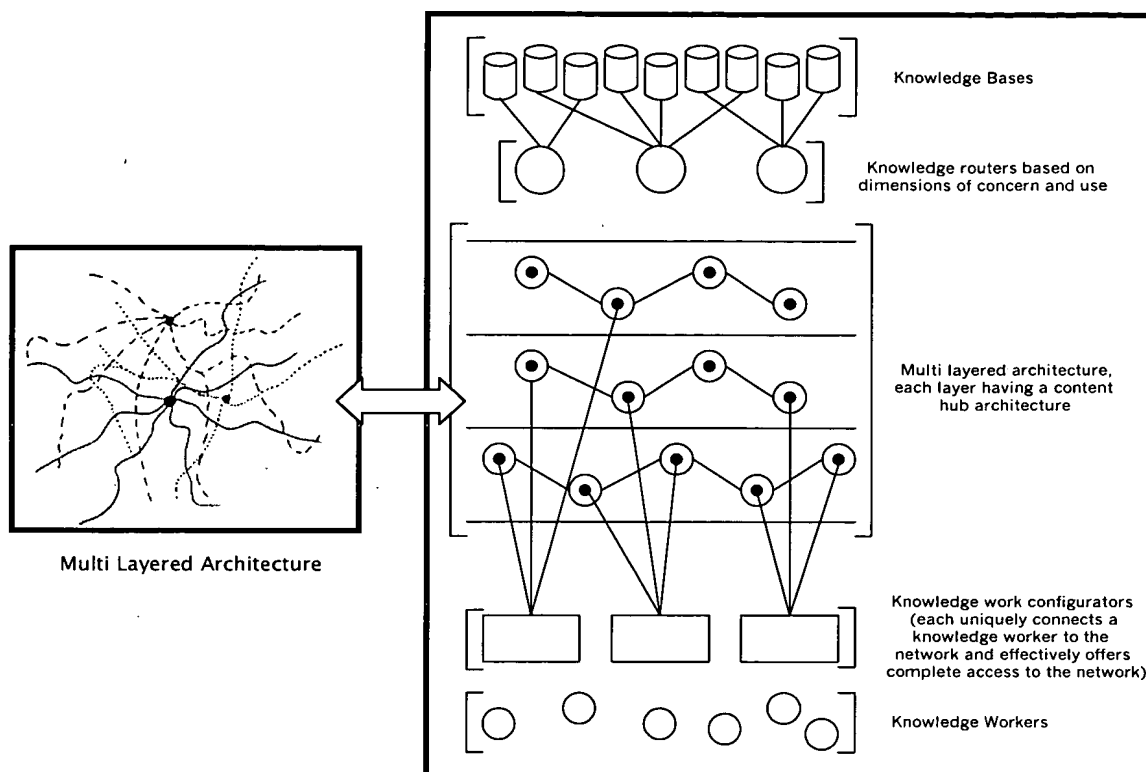 Knowledge Bases
Knowledge routers based on
dimensions of concern and use
Multi layered architecture,
each layer having a content
hub architecture
Multi Layered Architecture
Knowledge work configurators
(each uniquely connects a
knowledge worker to the
network and effectively offers
complete access to the network)
Knowledge Workers